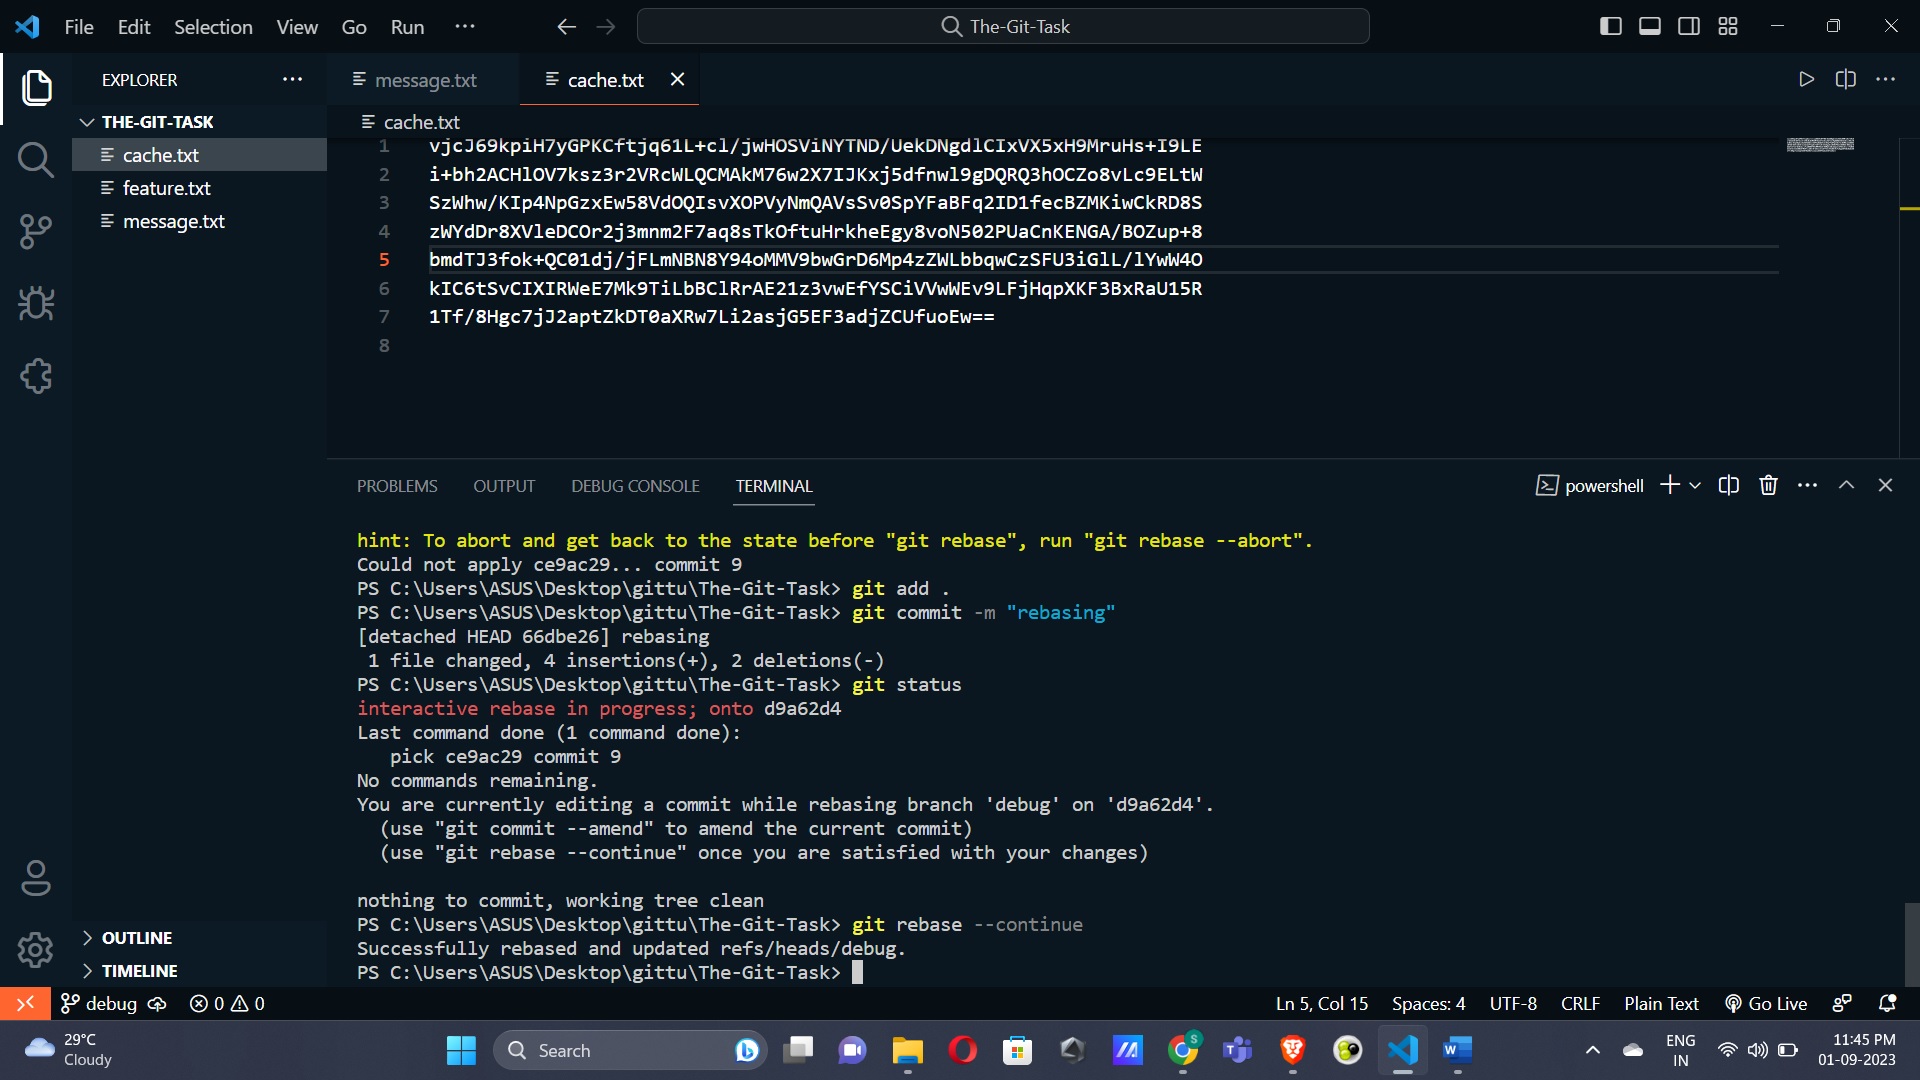 File Edit Selection View Go Run ··· The-Git-Task
EXPLORER ···
message.txt cache.txt
THE-GIT-TASK
cache.txt
feature.txt
message.txt
cache.txt
1 vjcJ69kpiH7yGPKCftjq61L+cl/jwHOSViNYTND/UekDNgdlCIxVX5xH9MruHs+I9LE
2 i+bh2ACHlOV7ksz3r2VRcWLQCMAkM76w2X7IJKxj5dfnwl9gDQRQ3hOCZo8vLc9ELtW
3 SzWhw/KIp4NpGzxEw58VdOQIsvXOPVyNmQAVsSv0SpYFaBFq2ID1fecBZMKiwCkRD8S
4 zWYdDr8XVleDCOr2j3mnm2F7aq8sTkOftuHrkheEgy8voN502PUaCnKENGA/BOZup+8
5 bmdTJ3fok+QC01dj/jFLmNBN8Y94oMMV9bwGrD6Mp4zZWLbbqwCzSFU3iGlL/lYwW4O
6 kIC6tSvCIXIRWeE7Mk9TiLbBClRrAE21z3vwEfYSCiVVwWEv9LFjHqpXKF3BxRaU15R
7 1Tf/8Hgc7jJ2aptZkDT0aXRw7Li2asjG5EF3adjZCUfuoEw==
8
PROBLEMS OUTPUT DEBUG CONSOLE TERMINAL powershell
hint: To abort and get back to the state before "git rebase", run "git rebase --abort".
Could not apply ce9ac29... commit 9
PS C:\Users\ASUS\Desktop\gittu\The-Git-Task> git add .
PS C:\Users\ASUS\Desktop\gittu\The-Git-Task> git commit -m "rebasing"
[detached HEAD 66dbe26] rebasing
1 file changed, 4 insertions(+), 2 deletions(-)
PS C:\Users\ASUS\Desktop\gittu\The-Git-Task> git status
interactive rebase in progress; onto d9a62d4
Last command done (1 command done):
pick ce9ac29 commit 9
No commands remaining.
You are currently editing a commit while rebasing branch 'debug' on 'd9a62d4'.
(use "git commit --amend" to amend the current commit)
(use "git rebase --continue" once you are satisfied with your changes)
nothing to commit, working tree clean
PS C:\Users\ASUS\Desktop\gittu\The-Git-Task> git rebase --continue
Successfully rebased and updated refs/heads/debug.
PS C:\Users\ASUS\Desktop\gittu\The-Git-Task>
OUTLINE
TIMELINE
debug 0 0 Ln 5, Col 15 Spaces: 4 UTF-8 CRLF Plain Text Go Live
29°C
Cloudy
Search
ENG
IN
11:45 PM
01-09-2023